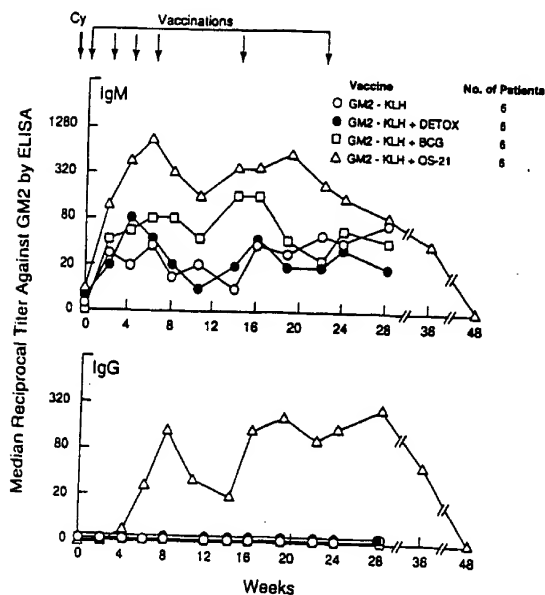 Cy Vaccinations
IgM
Vaccine No. of Patients
GM2 - KLH 6
GM2 - KLH + DETOX 6
GM2 - KLH + BCG 6
GM2 - KLH + OS-21 6
1280
320
80
20
0
0 4 8 12 16 20 24 28 38 48
IgG
320
80
20
0
0 4 8 12 16 20 24 28 38 48
Weeks
Median Reciprocal Titer Against GM2 by ELISA